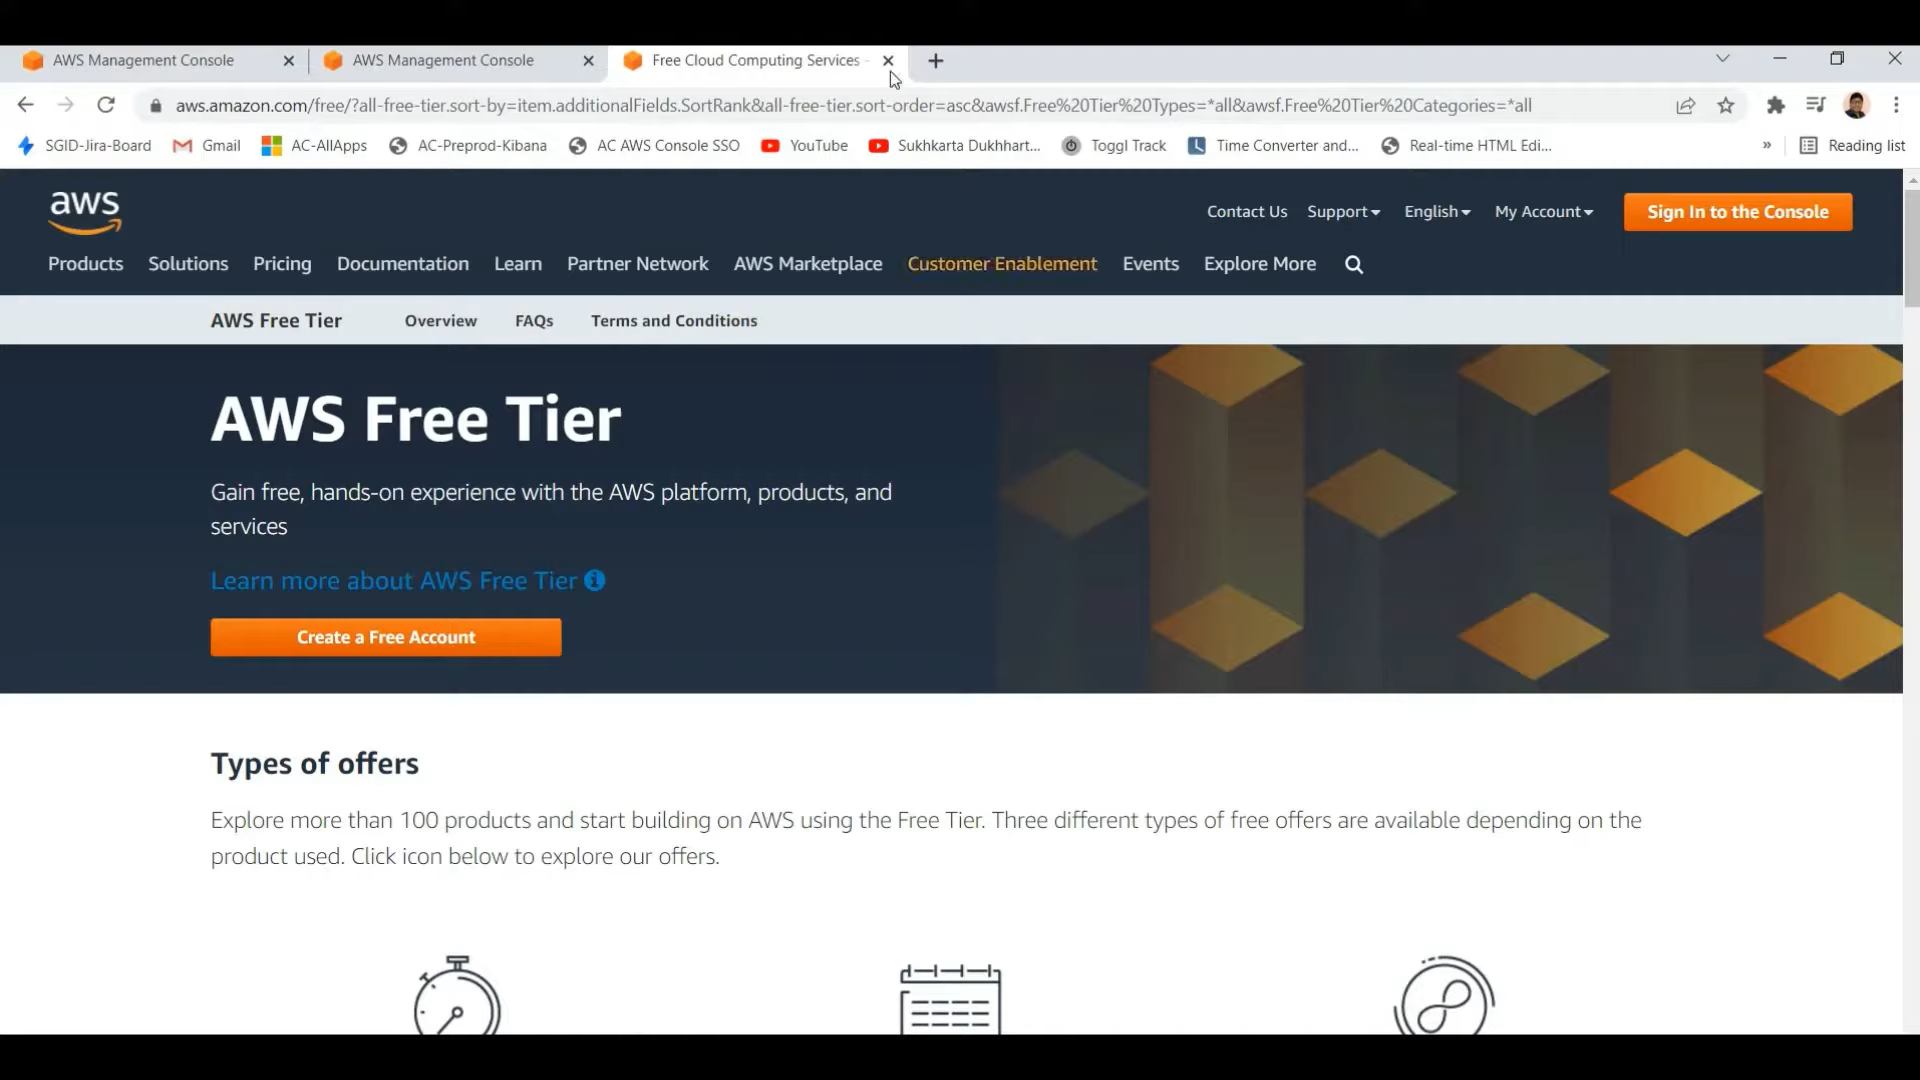 AWS Management Console
AWS Management Console
Free Cloud Computing Services -
aws.amazon.com/free/?all-free-tier.sort-by=item.additionalFields.SortRank&all-free-tier.sort-order=asc&awsf.Free%20Tier%20Types=*all&awsf.Free%20Tier%20Categories=*all
SGID-Jira-Board Gmail AC-AllApps AC-Preprod-Kibana AC AWS Console SSO YouTube Sukhkarta Dukhhart... Toggl Track Time Converter and... Real-time HTML Edi... » Reading list
aws
Contact Us Support English My Account Sign In to the Console
Products Solutions Pricing Documentation Learn Partner Network AWS Marketplace Customer Enablement Events Explore More
AWS Free Tier Overview FAQs Terms and Conditions
AWS Free Tier
Gain free, hands-on experience with the AWS platform, products, and
services
Learn more about AWS Free Tier
Create a Free Account
Types of offers
Explore more than 100 products and start building on AWS using the Free Tier. Three different types of free offers are available depending on the
product used. Click icon below to explore our offers.